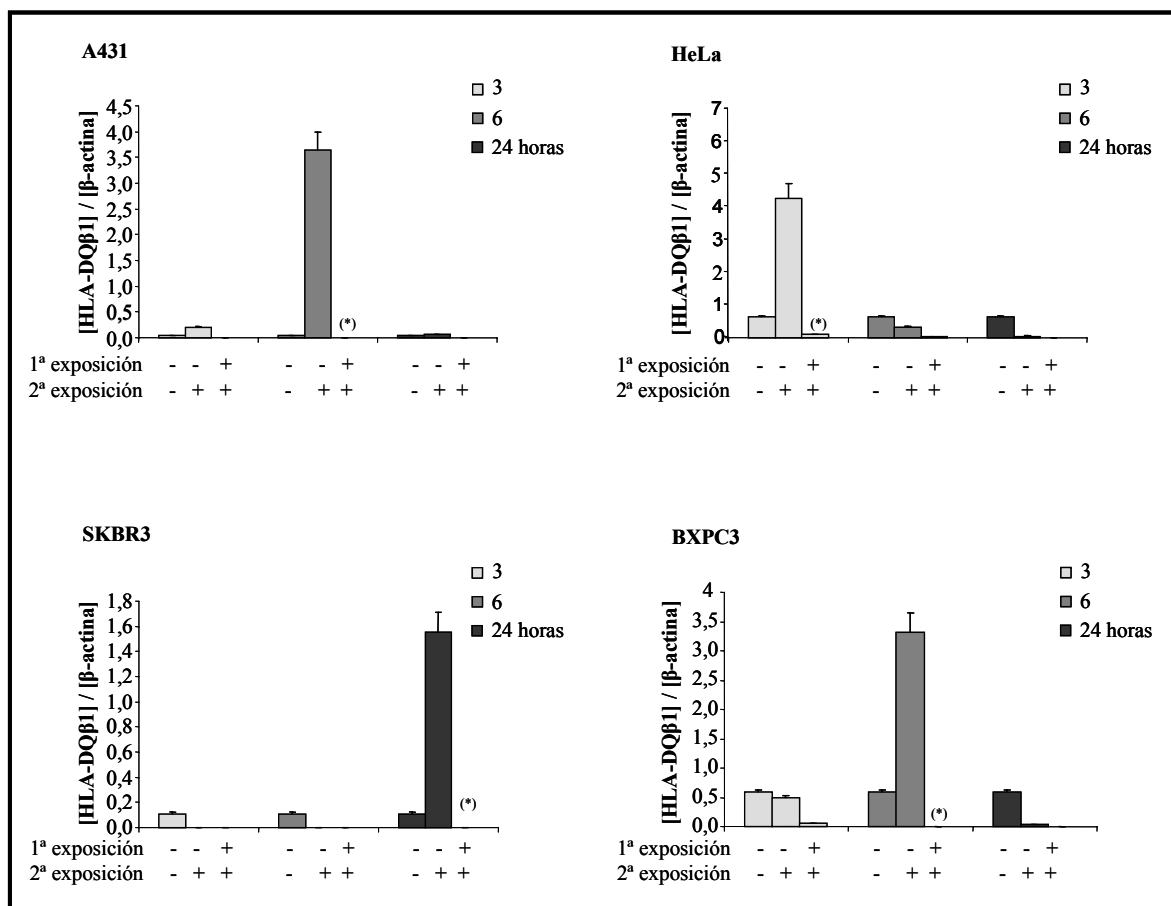 A431
3
6
24 horas
[HLA-DQβ1] / [β-actina]
4,5
4,0
3,5
3,0
2,5
2,0
1,5
1,0
0,5
0,0
(*)
1ª exposición - - + - - + - - +
2ª exposición - + + - + + - + +
HeLa
3
6
24 horas
[HLA-DQβ1] / [β-actina]
7
6
5
4
3
2
1
0
(*)
1ª exposición - - + - - + - - +
2ª exposición - + + - + + - + +
SKBR3
3
6
24 horas
[HLA-DQβ1] / [β-actina]
1,8
1,6
1,4
1,2
1,0
0,8
0,6
0,4
0,2
0,0
(*)
1ª exposición - - + - - + - - +
2ª exposición - + + - + + - + +
BXPC3
3
6
24 horas
[HLA-DQβ1] / [β-actina]
4
3,5
3,0
2,5
2,0
1,5
1,0
0,5
0,0
(*)
1ª exposición - - + - - + - - +
2ª exposición - + + - + + - + +